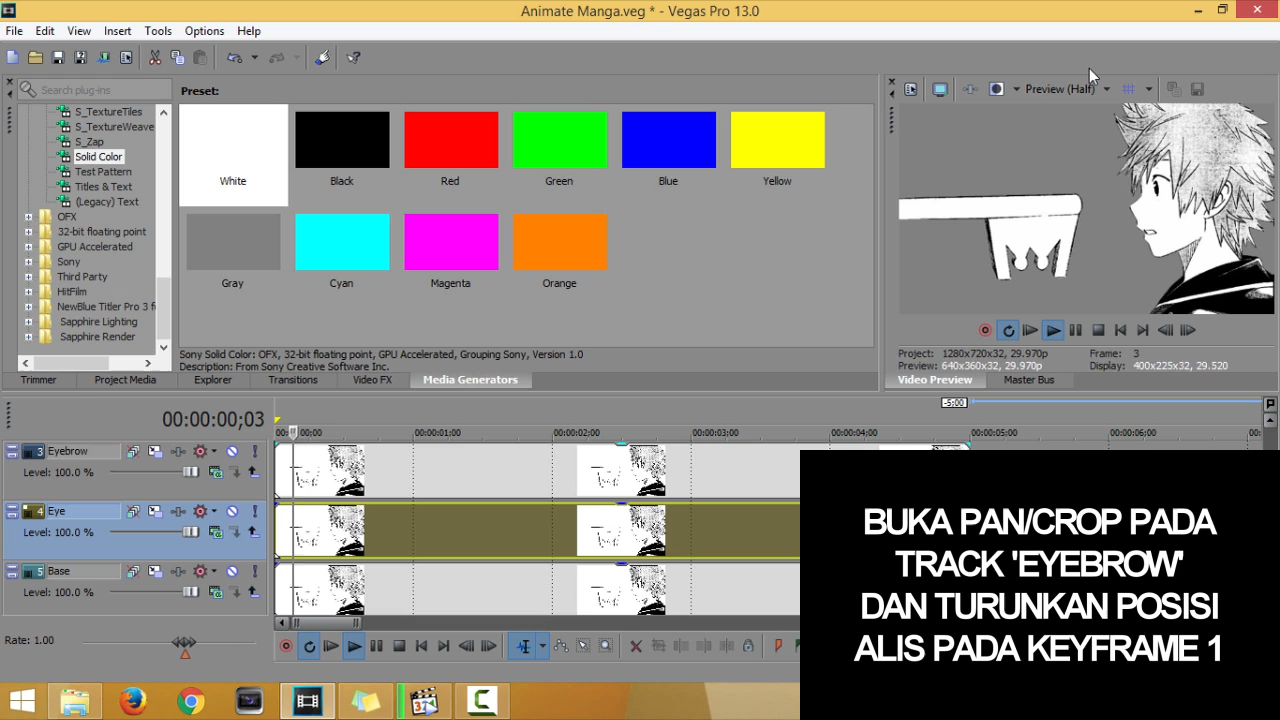 Animate Manga.veg * - Vegas Pro 13.0
File Edit View Insert Tools Options Help
Search plug-ins
S_TextureTiles
S_TextureWeave
S_Zap
Solid Color
Test Pattern
Titles & Text
(Legacy) Text
OFX
32-bit floating point
GPU Accelerated
Sony
Third Party
HitFilm
NewBlue Titler Pro 3 f
Sapphire Lighting
Sapphire Render
Preset:
White Black Red Green Blue Yellow
Gray Cyan Magenta Orange
Sony Solid Color: OFX, 32-bit floating point, GPU Accelerated, Grouping Sony, Version 1.0
Description: From Sony Creative Software Inc.
Trimmer Project Media Explorer Transitions Video FX Media Generators
Preview (Half)
Project: 1280x720x32, 29.970p Frame: 3
Preview: 640x360x32, 29.970p Display: 400x225x32, 29.520
Video Preview Master Bus
-5:00
00:00:00;03
00:00:01;00 00:00:02;00 00:00:03;00 00:00:04;00 00:00:05;00 00:00:06;00
3 Eyebrow
Level: 100.0 %
4 Eye
Level: 100.0 %
5 Base
Level: 100.0 %
Rate: 1.00
BUKA PAN/CROP PADA
TRACK 'EYEBROW'
DAN TURUNKAN POSISI
ALIS PADA KEYFRAME 1